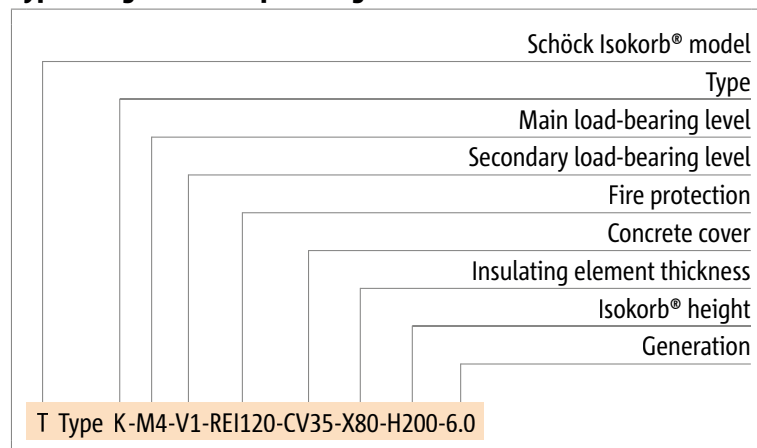 Schöck Isokorb® model
Type
Main load-bearing level
Secondary load-bearing level
Fire protection
Concrete cover
Insulating element thickness
Isokorb® height
Generation
T Type K-M4-V1-REI120-CV35-X80-H200-6.0